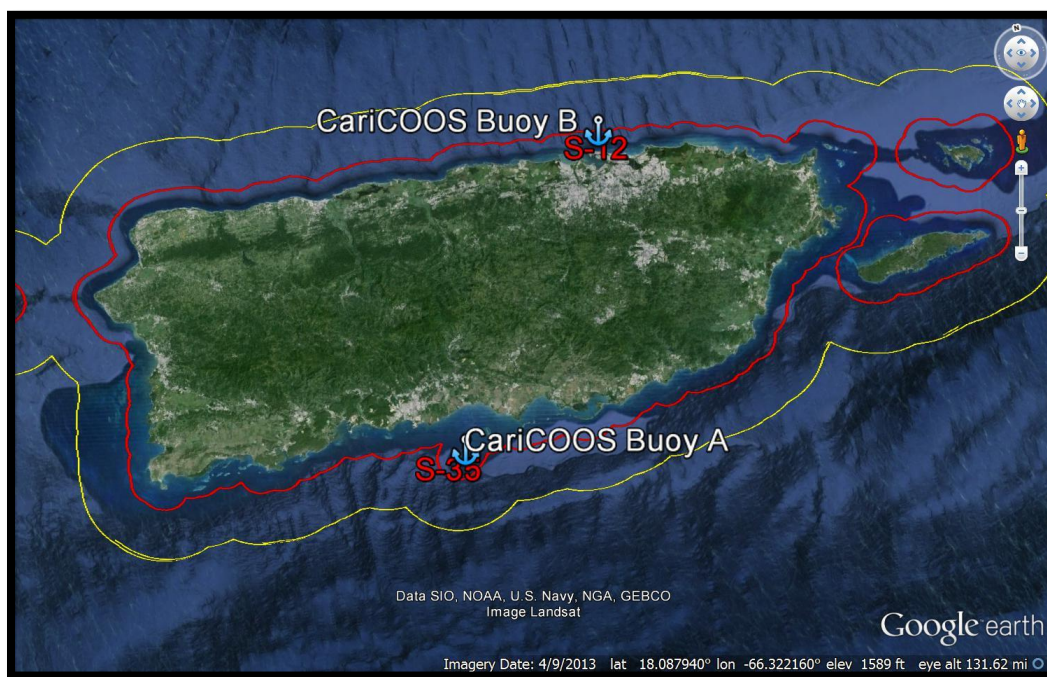 N
CariCOOS Buoy B
S-12
CariCOOS Buoy A
S-35
Data SIO, NOAA, U.S. Navy, NGA, GEBCO
Image Landsat
Google earth
Imagery Date: 4/9/2013 lat 18.087940° lon -66.322160° elev 1589 ft eye alt 131.62 mi